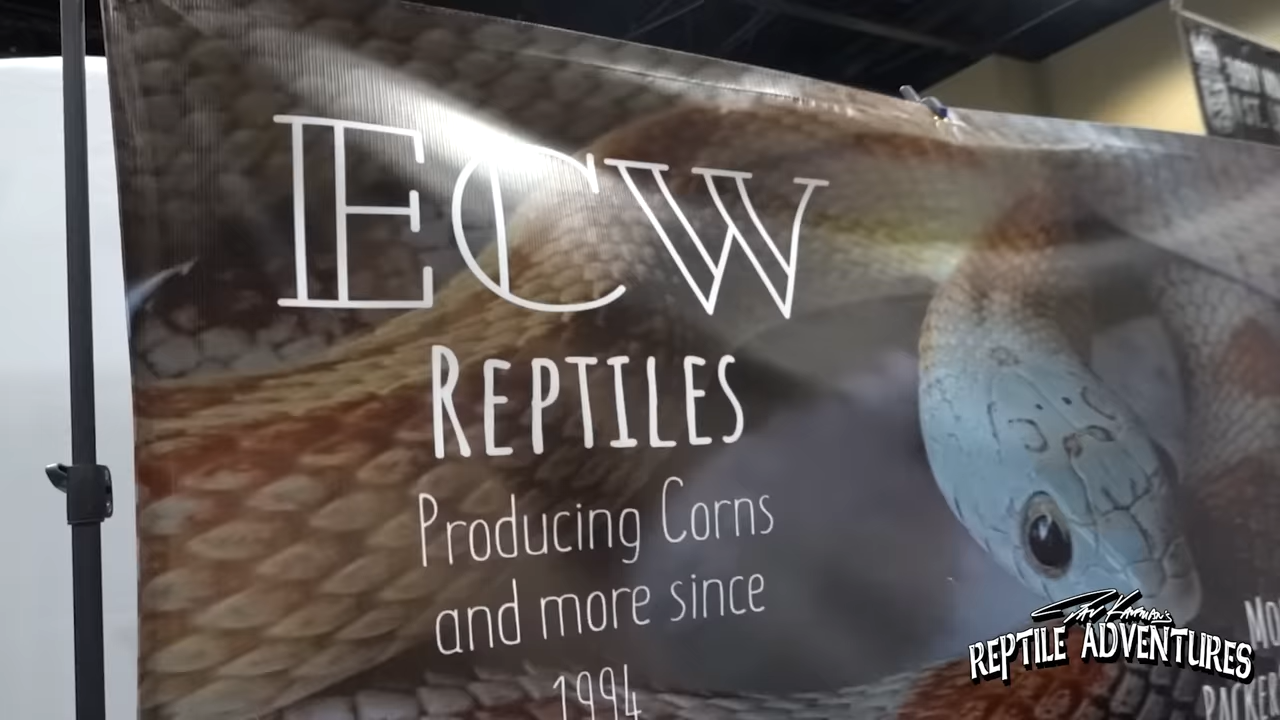 ECW
REPTILES
Producing Corns
and more since
1994
REPTILE ADVENTURES